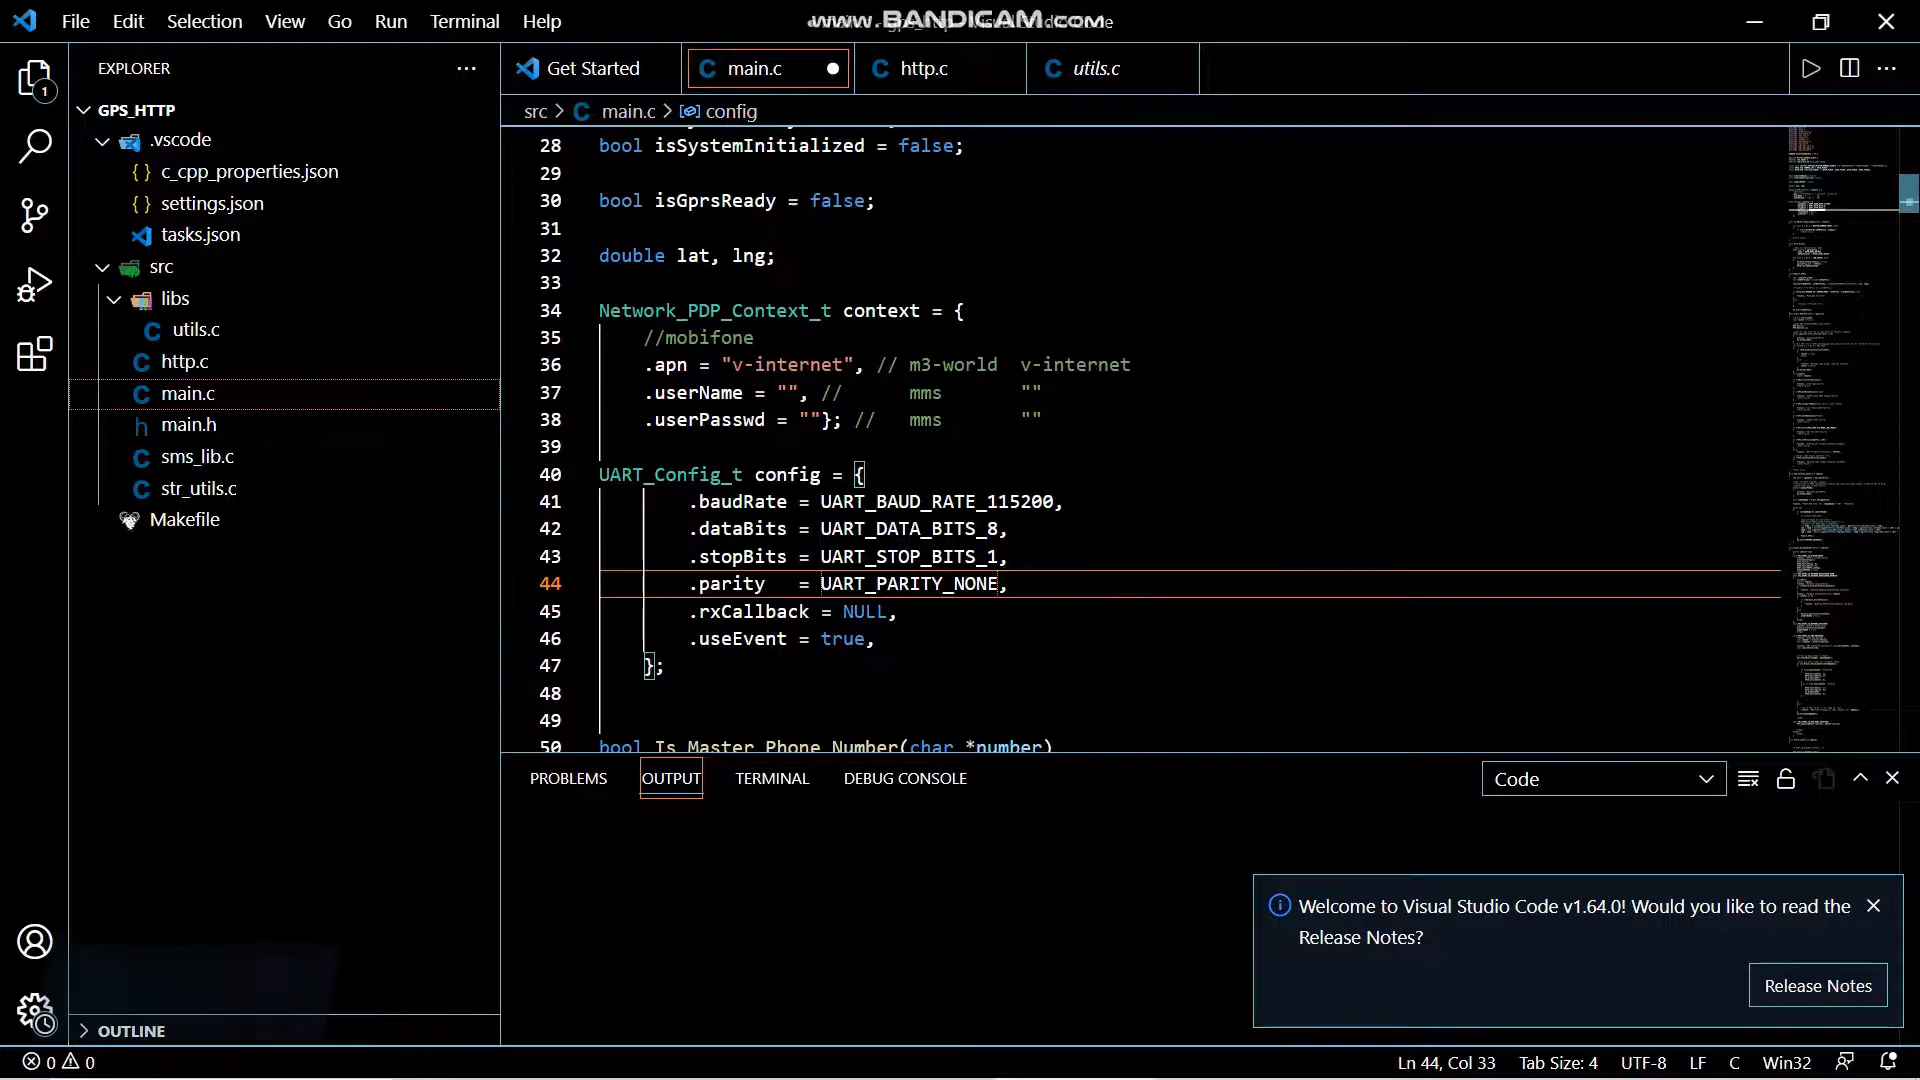 File Edit Selection View Go Run Terminal Help
www.BANDICAM.com
EXPLORER
Get Started
main.c
http.c
utils.c
GPS_HTTP
.vscode
c_cpp_properties.json
settings.json
tasks.json
src
libs
utils.c
http.c
main.c
main.h
sms_lib.c
str_utils.c
Makefile
OUTLINE
src > main.c > config
28 bool isSystemInitialized = false;
29
30 bool isGprsReady = false;
31
32 double lat, lng;
33
34 Network_PDP_Context_t context = {
35 //mobifone
36 .apn = "v-internet", // m3-world v-internet
37 .userName = "", // mms ""
38 .userPasswd = ""}; // mms ""
39
40 UART_Config_t config = {
41 .baudRate = UART_BAUD_RATE_115200,
42 .dataBits = UART_DATA_BITS_8,
43 .stopBits = UART_STOP_BITS_1,
44 .parity = UART_PARITY_NONE,
45 .rxCallback = NULL,
46 .useEvent = true,
47 };
48
49
50 bool Is_Master_Phone_Number(char *number)
PROBLEMS OUTPUT TERMINAL DEBUG CONSOLE
Code
Welcome to Visual Studio Code v1.64.0! Would you like to read the
Release Notes?
Release Notes
0 0
Ln 44, Col 33 Tab Size: 4 UTF-8 LF C Win32